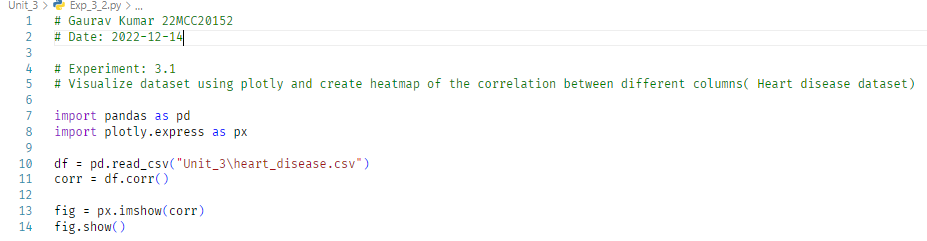 Unit_3 > Exp_3_2.py > ...
1 # Gaurav Kumar 22MCC20152
2 # Date: 2022-12-14
3
4 # Experiment: 3.1
5 # Visualize dataset using plotly and create heatmap of the correlation between different columns( Heart disease dataset)
6
7 import pandas as pd
8 import plotly.express as px
9
10 df = pd.read_csv("Unit_3\heart_disease.csv")
11 corr = df.corr()
12
13 fig = px.imshow(corr)
14 fig.show()